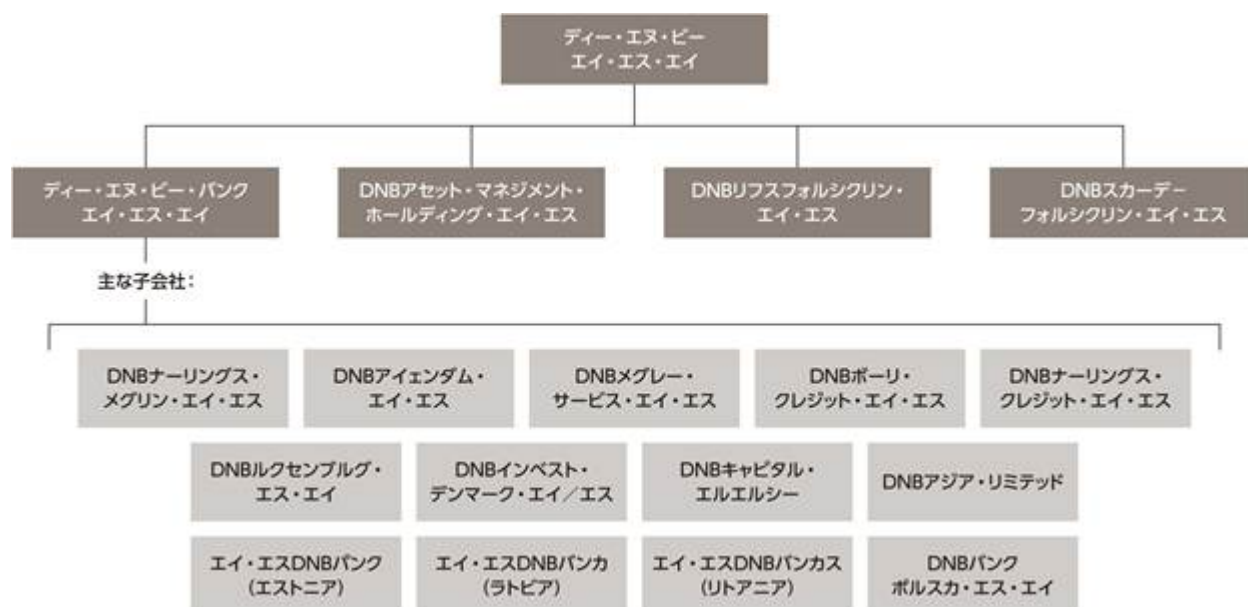 ディー・エヌ・ビー
エイ・エス・エイ
ディー・エヌ・ビー・バンク
エイ・エス・エイ
DNBアセット・マネジメント・
ホールディング・エイ・エス
DNBリフスフォルシクリン・
エイ・エス
DNBスカーデー
フォルシクリン・エイ・エス
主な子会社:
DNBナーリングス・
メグリン・エイ・エス
DNBアイェンダム・
エイ・エス
DNBメグレー・
サービス・エイ・エス
DNBボーリ・
クレジット・エイ・エス
DNBナーリングス・
クレジット・エイ・エス
DNBルクセンブルグ・
エス・エイ
DNBインベスト・
デンマーク・エイ/エス
DNBキャピタル・
エルエルシー
DNBアジア・リミテッド
エイ・エスDNBバンク
(エストニア)
エイ・エスDNBバンカ
(ラトビア)
エイ・エスDNBバンカス
(リトアニア)
DNBバンク
ポルスカ・エス・エイ